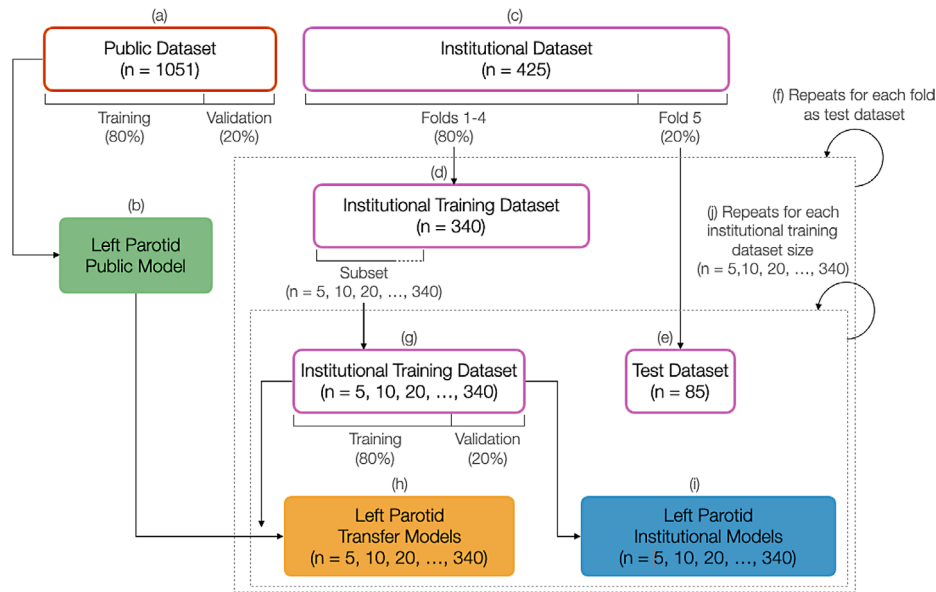 (a)
Public Dataset
(n = 1051)
Training
(80%)
Validation
(20%)
(c)
Institutional Dataset
(n = 425)
Folds 1-4
(80%)
Fold 5
(20%)
(f) Repeats for each fold
as test dataset
(d)
Institutional Training Dataset
(n = 340)
Subset
(n = 5, 10, 20, ..., 340)
(b)
Left Parotid
Public Model
(j) Repeats for each
institutional training
dataset size
(n = 5,10, 20, ..., 340)
(g)
Institutional Training Dataset
(n = 5, 10, 20, ..., 340)
Training
(80%)
Validation
(20%)
(e)
Test Dataset
(n = 85)
(h)
Left Parotid
Transfer Models
(n = 5, 10, 20, ..., 340)
(i)
Left Parotid
Institutional Models
(n = 5, 10, 20, ..., 340)